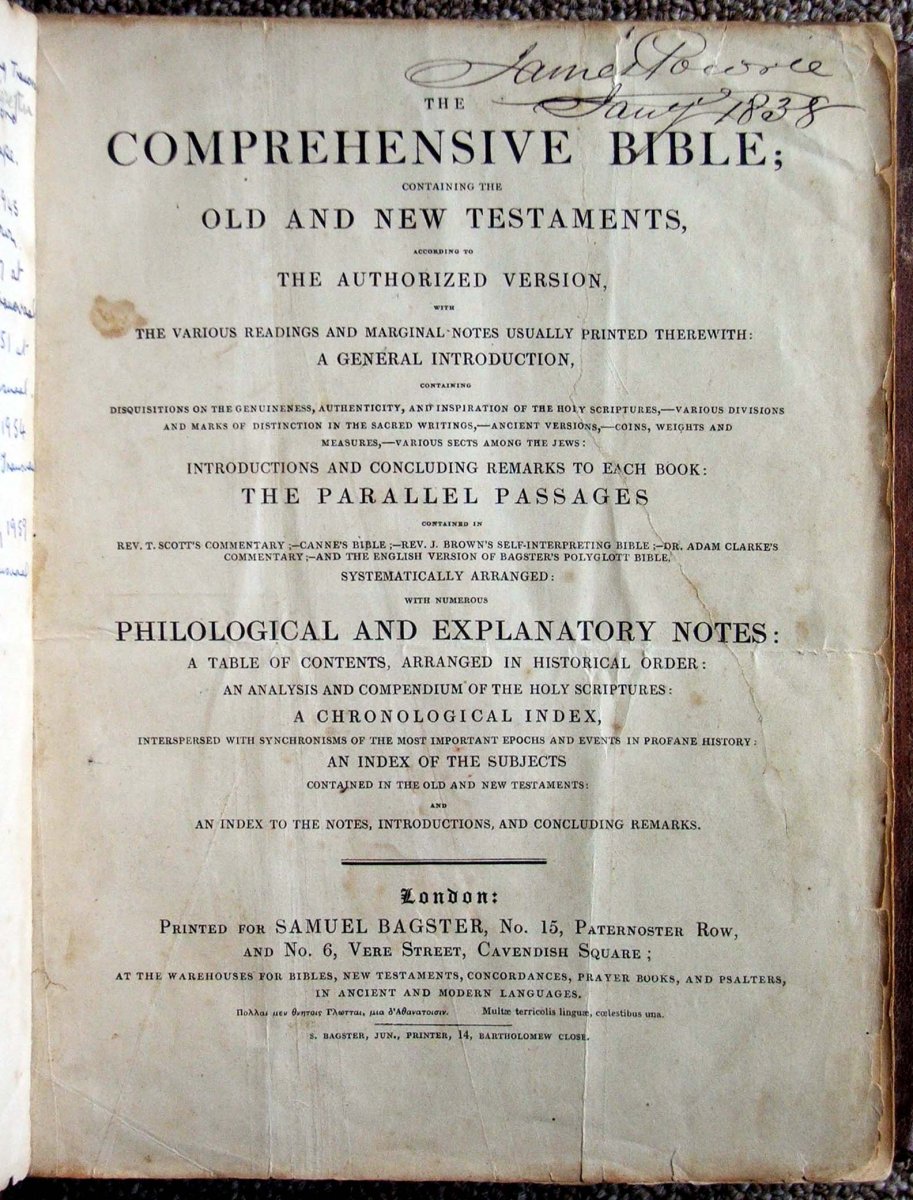 James Powrie
Jany 1838
THE
COMPREHENSIVE BIBLE;
CONTAINING THE
OLD AND NEW TESTAMENTS,
ACCORDING TO
THE AUTHORIZED VERSION,
WITH
THE VARIOUS READINGS AND MARGINAL NOTES USUALLY PRINTED THEREWITH:
A GENERAL INTRODUCTION,
CONTAINING
DISQUISITIONS ON THE GENUINENESS, AUTHENTICITY, AND INSPIRATION OF THE HOLY SCRIPTURES,—VARIOUS DIVISIONS
AND MARKS OF DISTINCTION IN THE SACRED WRITINGS,—ANCIENT VERSIONS,—COINS, WEIGHTS AND
MEASURES,—VARIOUS SECTS AMONG THE JEWS:
INTRODUCTIONS AND CONCLUDING REMARKS TO EACH BOOK:
THE PARALLEL PASSAGES
CONTAINED IN
REV. T. SCOTT'S COMMENTARY;—CANNE'S BIBLE;—REV. J. BROWN'S SELF-INTERPRETING BIBLE;—DR. ADAM CLARKE'S
COMMENTARY;—AND THE ENGLISH VERSION OF BAGSTER'S POLYGLOTT BIBLE,
SYSTEMATICALLY ARRANGED:
WITH NUMEROUS
PHILOLOGICAL AND EXPLANATORY NOTES:
A TABLE OF CONTENTS, ARRANGED IN HISTORICAL ORDER:
AN ANALYSIS AND COMPENDIUM OF THE HOLY SCRIPTURES:
A CHRONOLOGICAL INDEX,
INTERSPERSED WITH SYNCHRONISMS OF THE MOST IMPORTANT EPOCHS AND EVENTS IN PROFANE HISTORY:
AN INDEX OF THE SUBJECTS
CONTAINED IN THE OLD AND NEW TESTAMENTS:
AND
AN INDEX TO THE NOTES, INTRODUCTIONS, AND CONCLUDING REMARKS.
London:
PRINTED FOR SAMUEL BAGSTER, No. 15, PATERNOSTER ROW,
AND No. 6, VERE STREET, CAVENDISH SQUARE;
AT THE WAREHOUSES FOR BIBLES, NEW TESTAMENTS, CONCORDANCES, PRAYER BOOKS, AND PSALTERS,
IN ANCIENT AND MODERN LANGUAGES.
Πολλαι μεν θνητοις Γλωτται, μια δ'Αθανατοισιν. Multæ terricolis linguæ, cœlestibus una.
S. BAGSTER, JUN., PRINTER, 14, BARTHOLOMEW CLOSE.